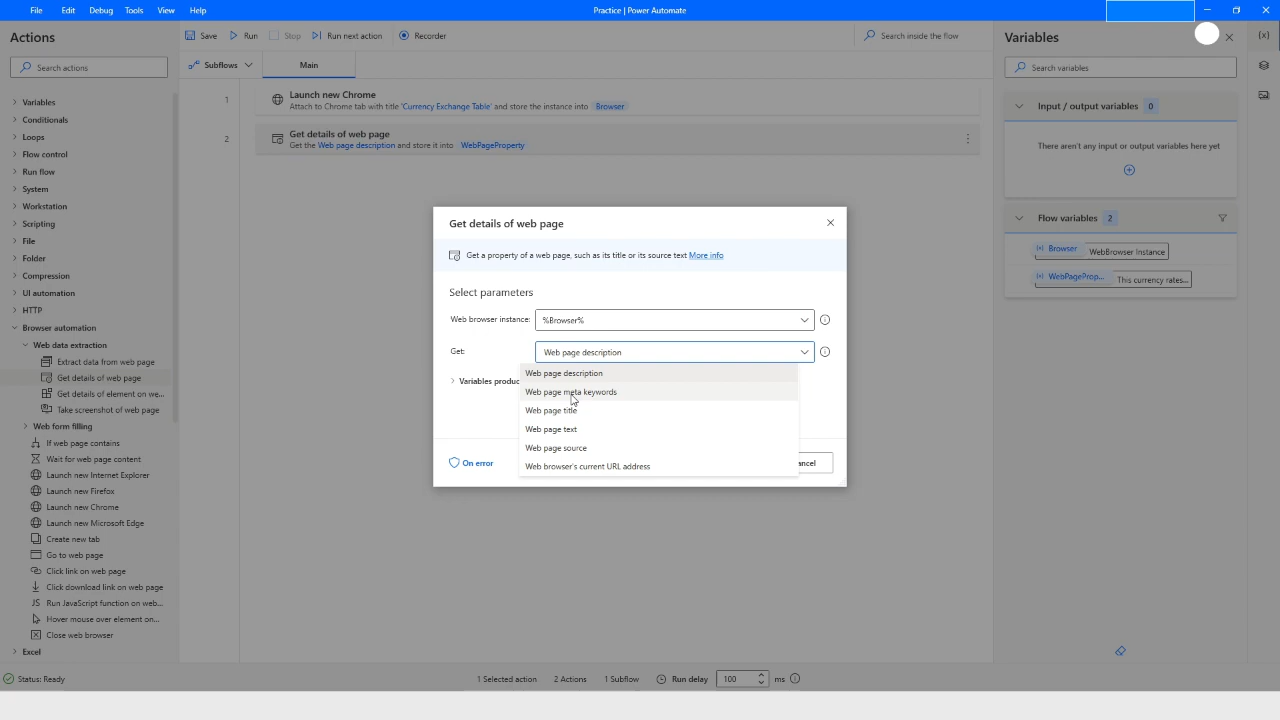 File Edit Debug Tools View Help
Practice | Power Automate
Actions
Search actions
Variables
Conditionals
Loops
Flow control
Run flow
System
Workstation
Scripting
File
Folder
Compression
UI automation
HTTP
Browser automation
Web data extraction
Extract data from web page
Get details of web page
Get details of element on we...
Take screenshot of web page
Web form filling
If web page contains
Wait for web page content
Launch new Internet Explorer
Launch new Firefox
Launch new Chrome
Launch new Microsoft Edge
Create new tab
Go to web page
Click link on web page
Click download link on web page
Run JavaScript function on web...
Hover mouse over element on...
Close web browser
Excel
Save Run Stop Run next action Recorder
Search inside the flow
Subflows Main
1
Launch new Chrome
Attach to Chrome tab with title 'Currency Exchange Table' and store the instance into Browser
2
Get details of web page
Get the Web page description and store it into WebPageProperty
Get details of web page
Get a property of a web page, such as its title or its source text More info
Select parameters
Web browser instance: %Browser%
Get: Web page description
Variables produc
Web page description
Web page meta keywords
Web page title
Web page text
Web page source
Web browser's current URL address
On error
ancel
Variables
{x}
Search variables
Input / output variables 0
There aren't any input or output variables here yet
Flow variables 2
(x) Browser WebBrowser Instance
(x) WebPageProp... This currency rates...
Status: Ready
1 Selected action 2 Actions 1 Subflow Run delay 100 ms